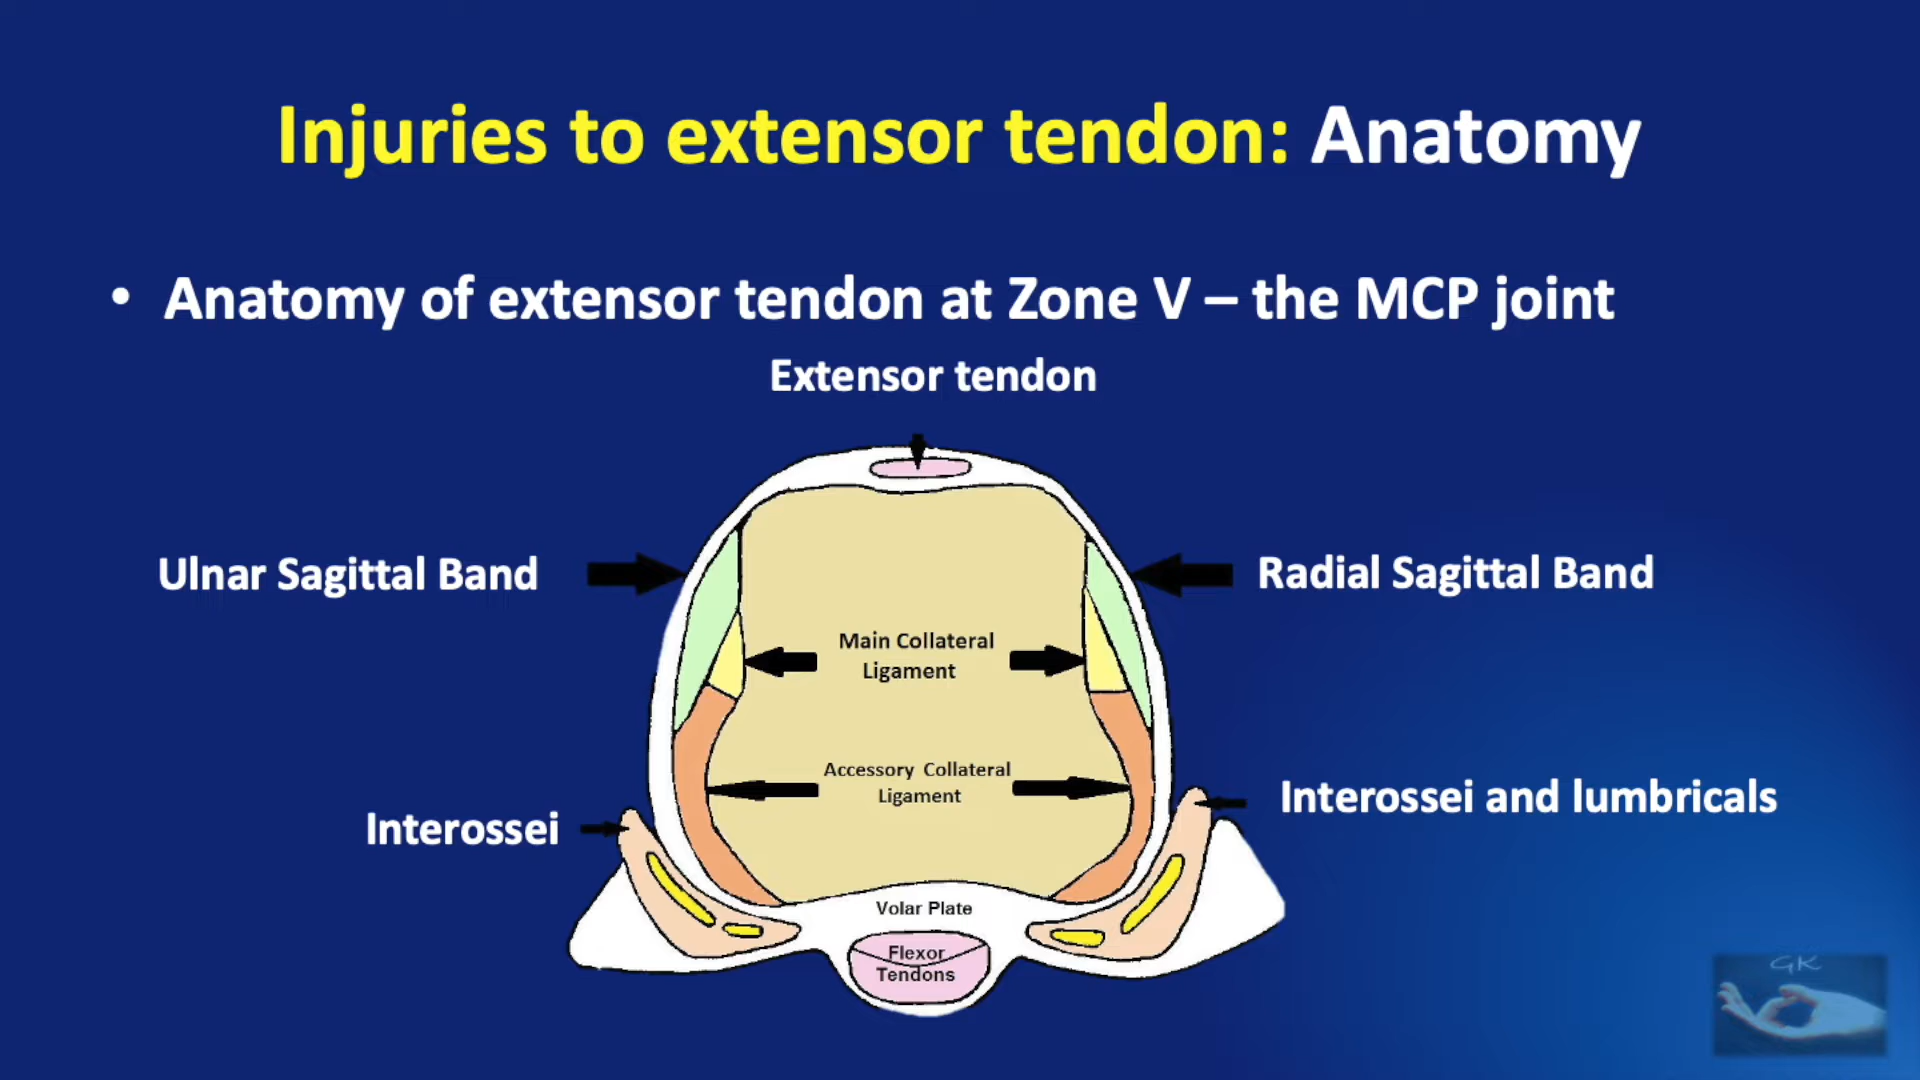 Injuries to extensor tendon: Anatomy
• Anatomy of extensor tendon at Zone V – the MCP joint
Extensor tendon
Ulnar Sagittal Band
Radial Sagittal Band
Main Collateral
Ligament
Accessory Collateral
Ligament
Interossei
Interossei and lumbricals
Volar Plate
Flexor
Tendons
GK